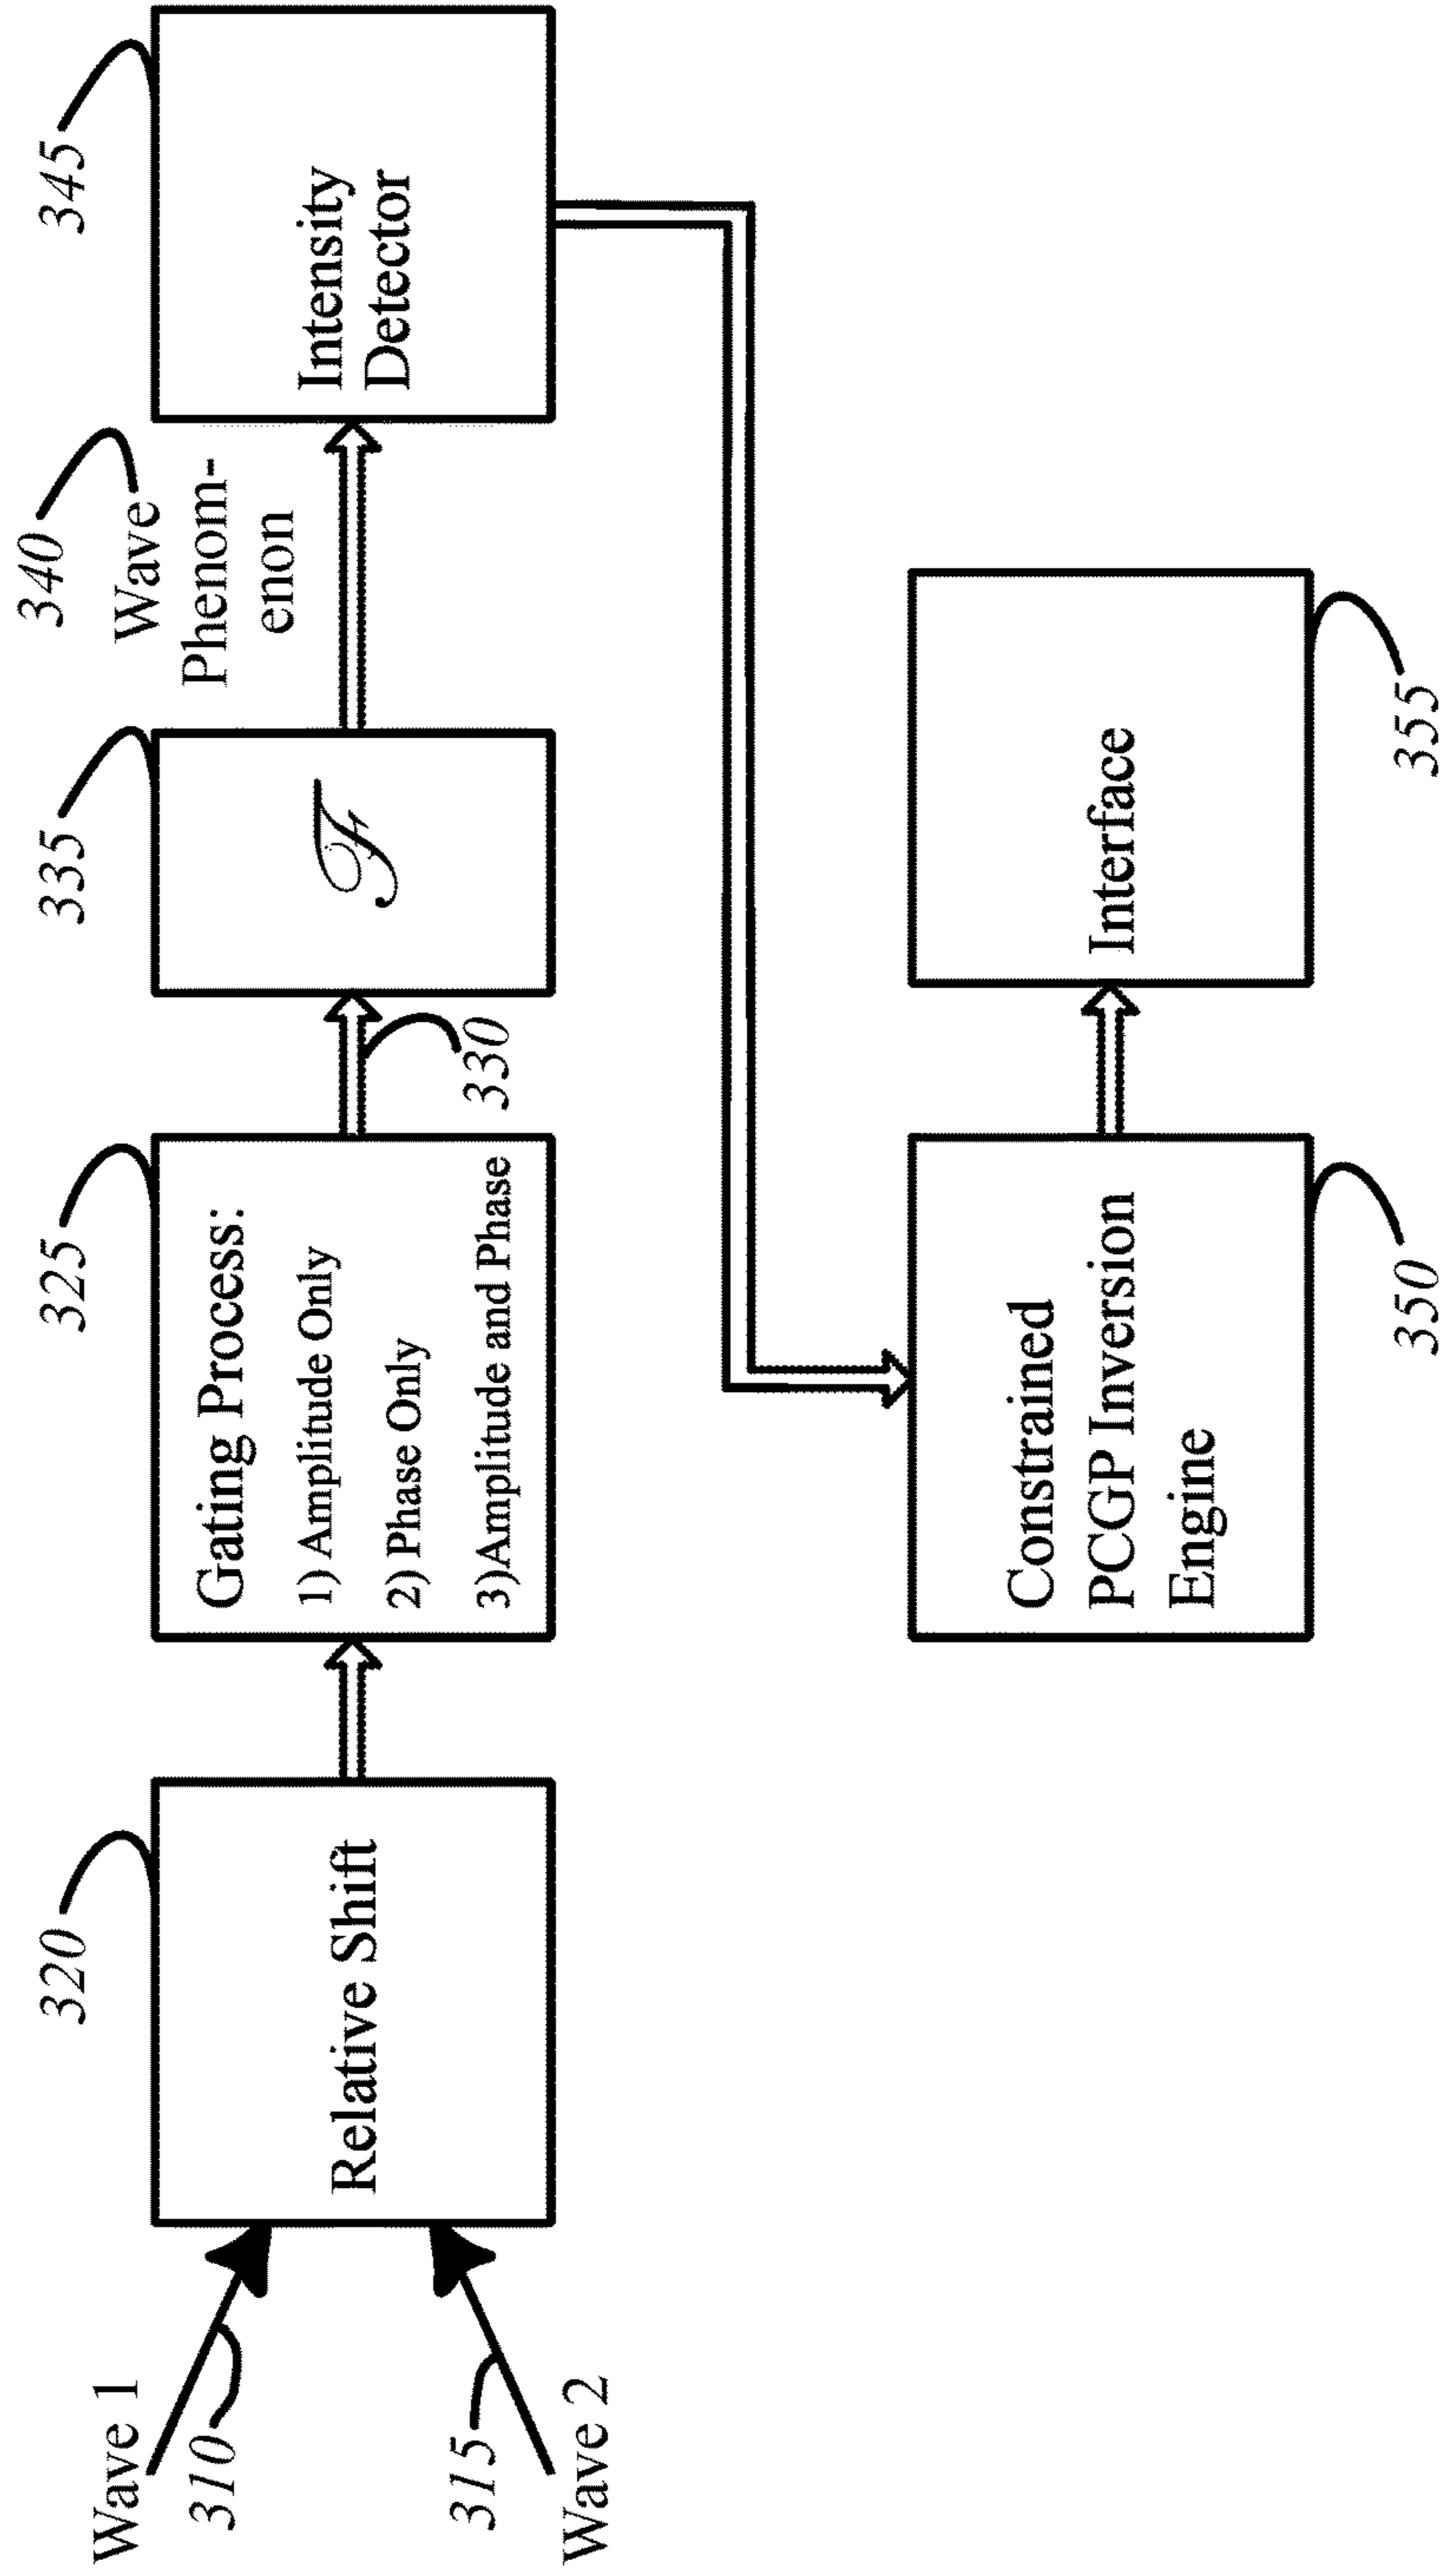 Wave 1
310
315
Wave 2
320
Relative Shift
325
Gating Process:
1) Amplitude Only
2) Phase Only
3)Amplitude and Phase
330
335
ℱ
340
Wave
Phenom-
enon
345
Intensity
Detector
Constrained
PCGP Inversion
Engine
350
Interface
355